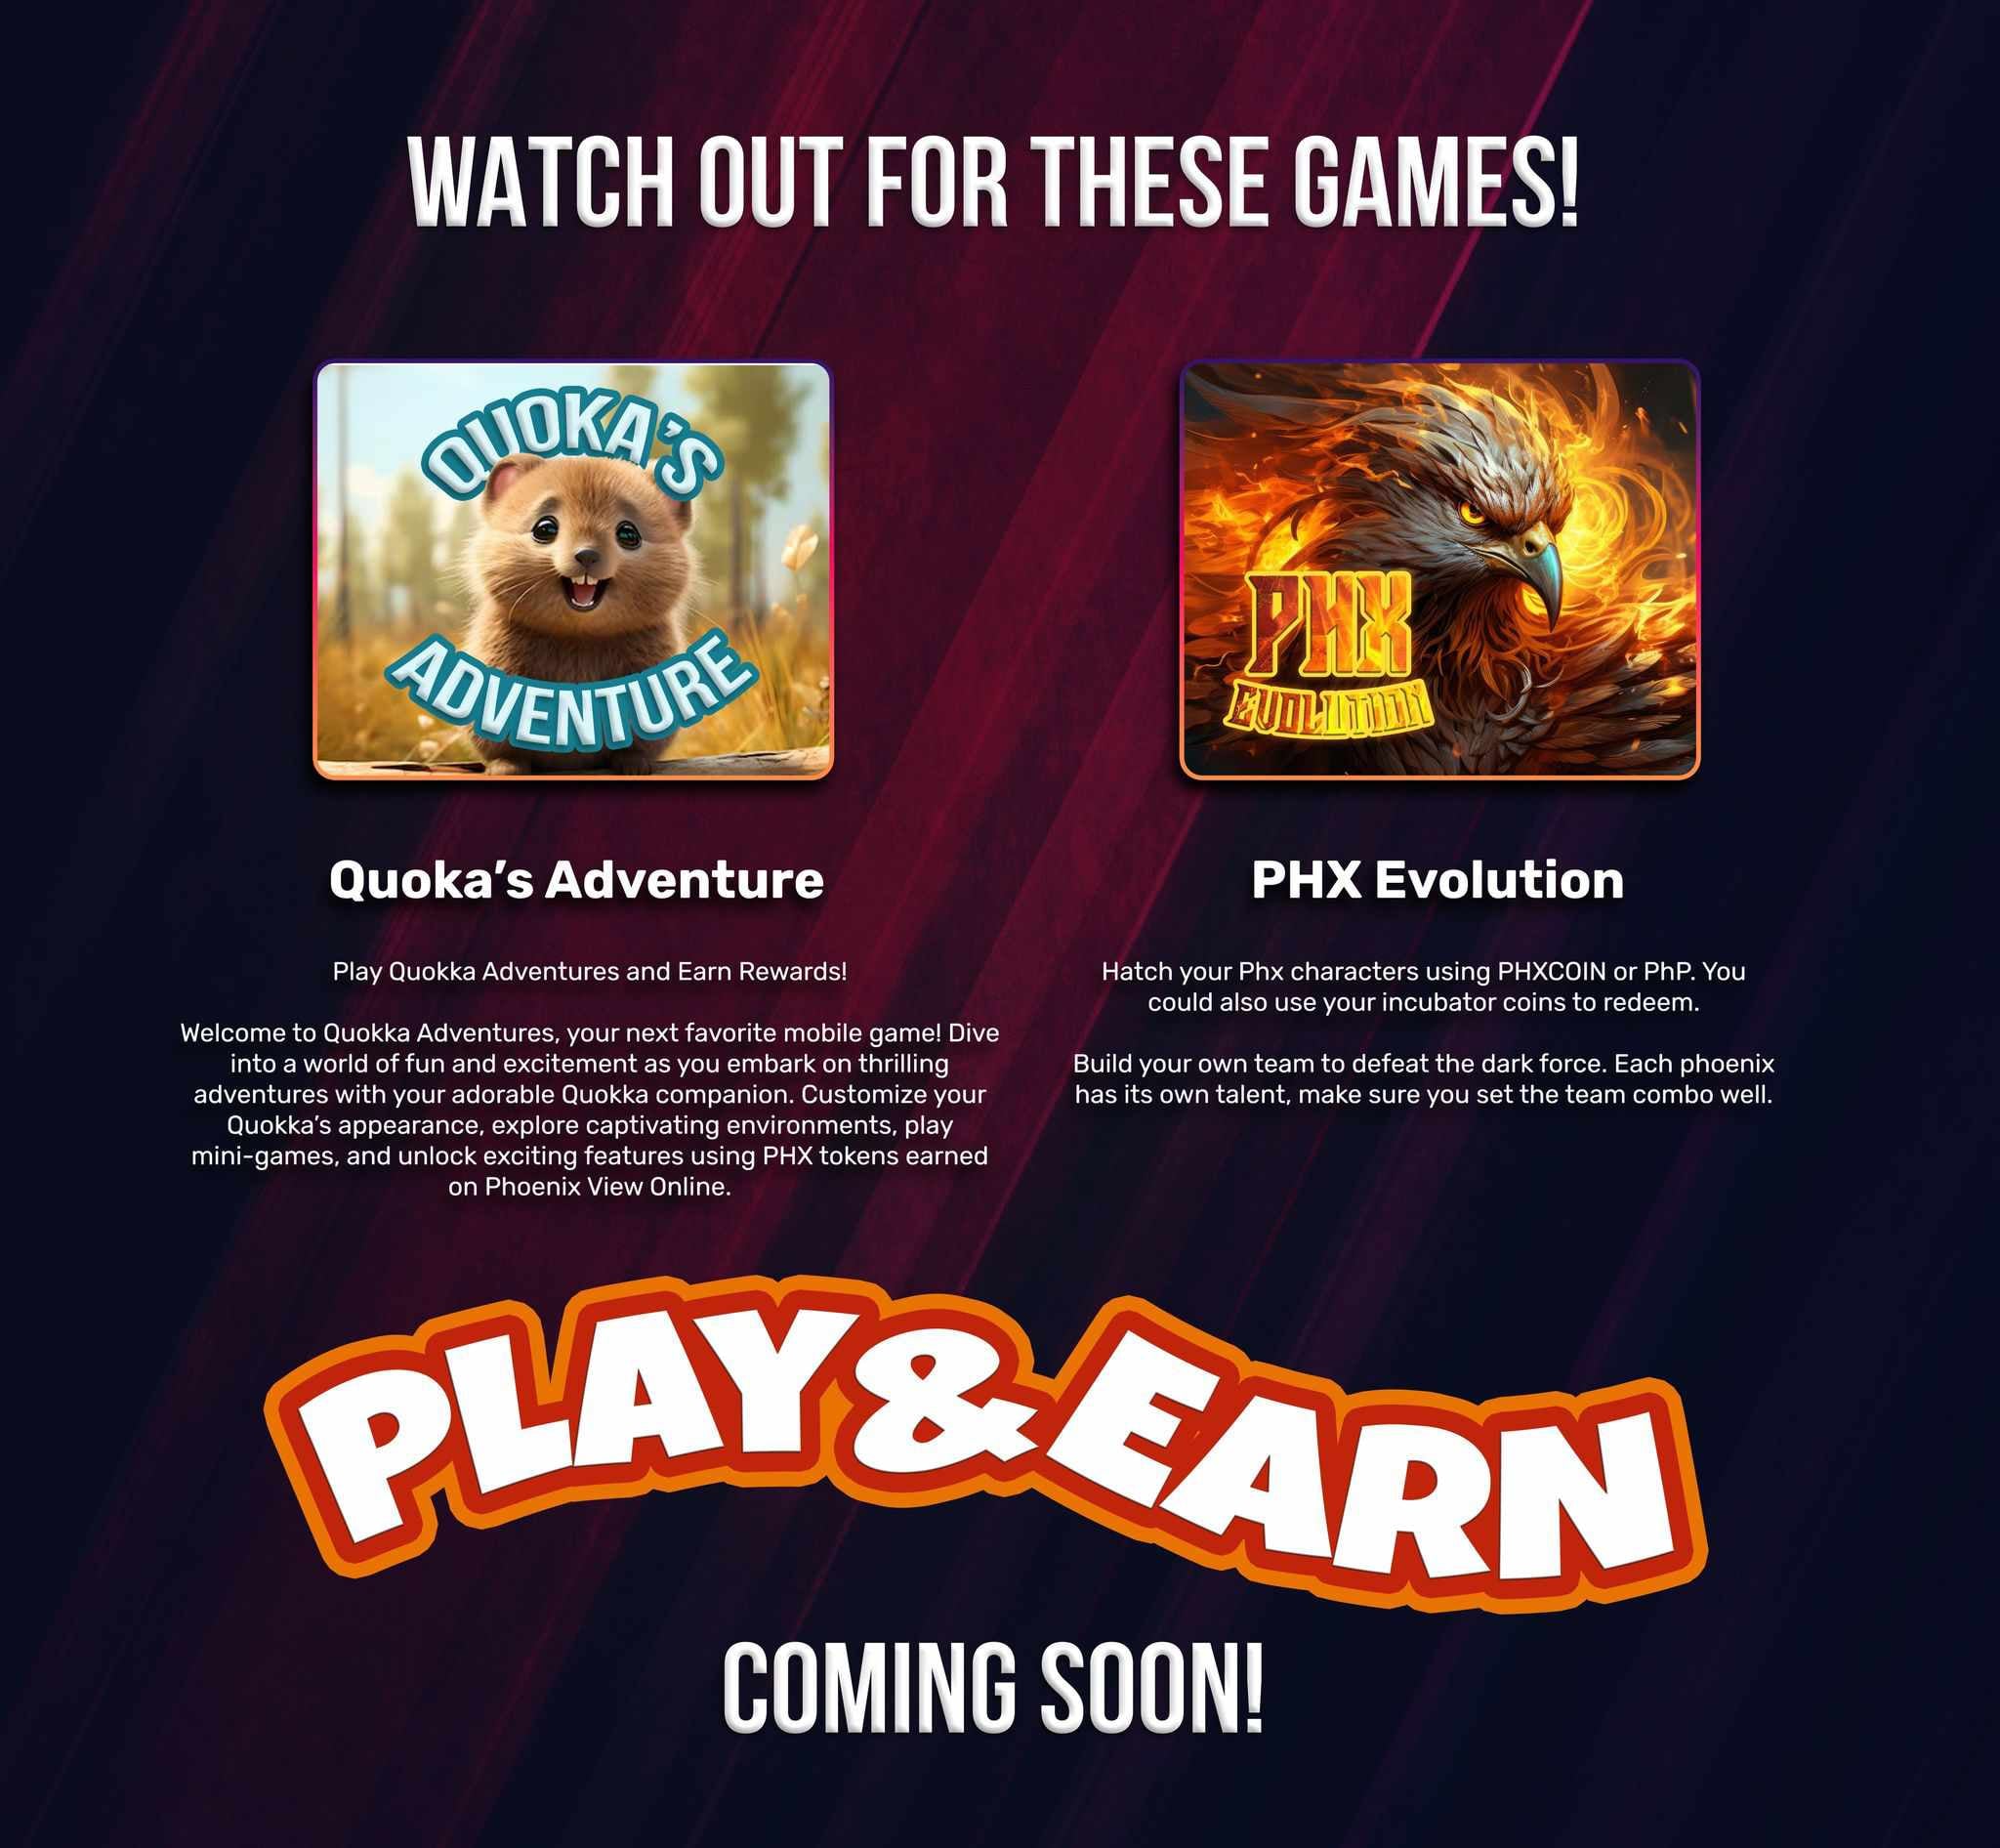 WATCH OUT FOR THESE GAMES!
QUOKA'S
ADVENTURE
PHX
EVOLUTION
Quoka's Adventure
Play Quokka Adventures and Earn Rewards!
Welcome to Quokka Adventures, your next favorite mobile game! Dive
into a world of fun and excitement as you embark on thrilling
adventures with your adorable Quokka companion. Customize your
Quokka's appearance, explore captivating environments, play
mini-games, and unlock exciting features using PHX tokens earned
on Phoenix View Online.
PHX Evolution
Hatch your Phx characters using PHXCOIN or PhP. You
could also use your incubator coins to redeem.
Build your own team to defeat the dark force. Each phoenix
has its own talent, make sure you set the team combo well.
PLAY&EARN
COMING SOON!